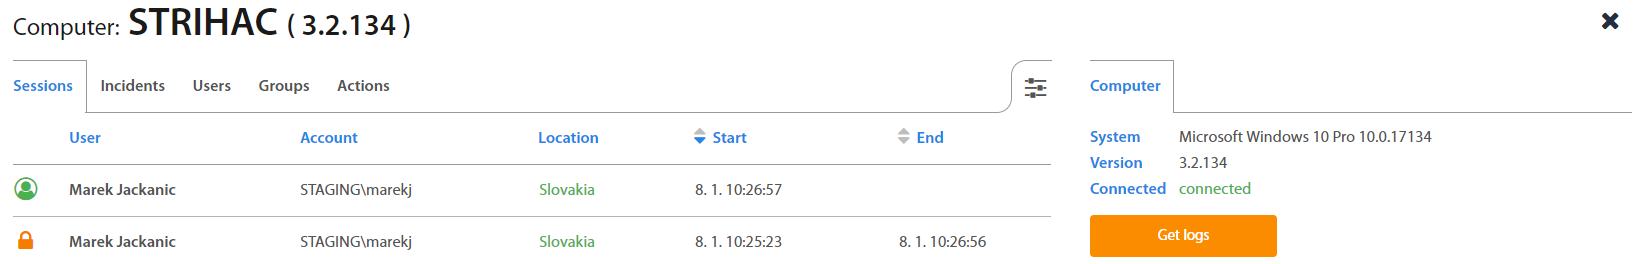 Computer: STRIHAC ( 3.2.134 )
Sessions Incidents Users Groups Actions
User Account Location Start End
Marek Jackanic STAGING\marekj Slovakia 8. 1. 10:26:57
Marek Jackanic STAGING\marekj Slovakia 8. 1. 10:25:23 8. 1. 10:26:56
Computer
System Microsoft Windows 10 Pro 10.0.17134
Version 3.2.134
Connected connected
Get logs